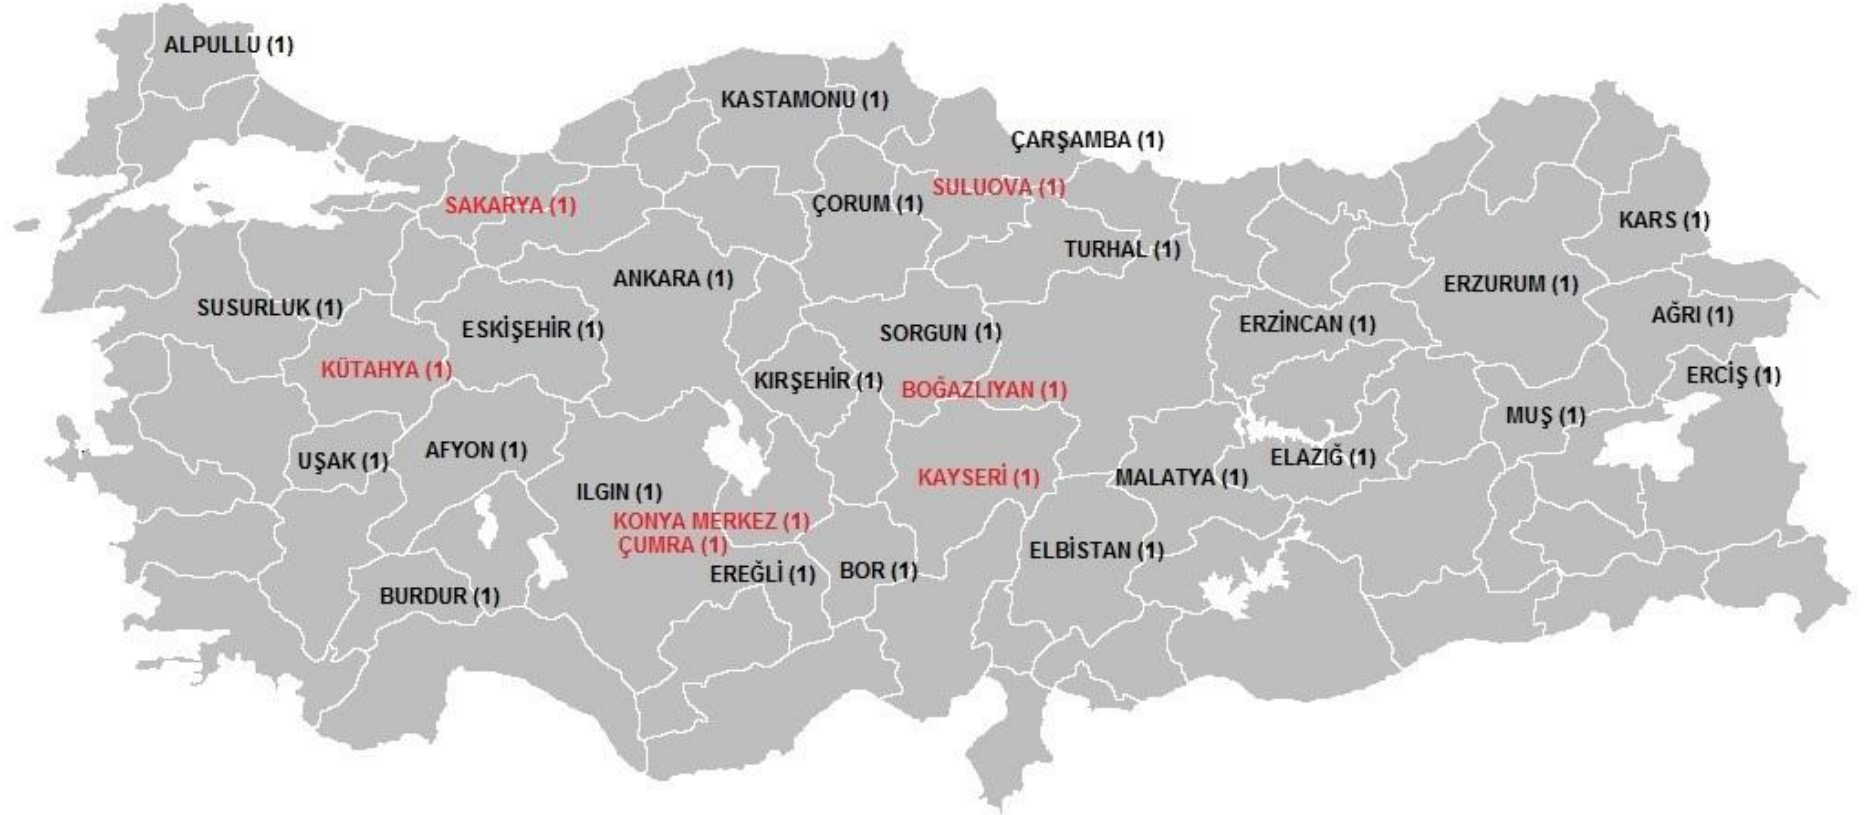 ALPULLU (1)
KASTAMONU (1)
ÇARŞAMBA (1)
SULUOVA (1)
SAKARYA (1)
ÇORUM (1)
KARS (1)
TURHAL (1)
ANKARA (1)
ERZURUM (1)
SUSURLUK (1)
AĞRI (1)
ESKİŞEHİR (1)
ERZİNCAN (1)
SORGUN (1)
KÜTAHYA (1)
KIRŞEHİR (1)
ERCİŞ (1)
BOĞAZLIYAN (1)
MUŞ (1)
AFYON (1)
UŞAK (1)
ELAZIĞ (1)
KAYSERİ (1)
MALATYA (1)
ILGIN (1)
KONYA MERKEZ (1)
ÇUMRA (1)
ELBİSTAN (1)
EREĞLİ (1)
BOR (1)
BURDUR (1)